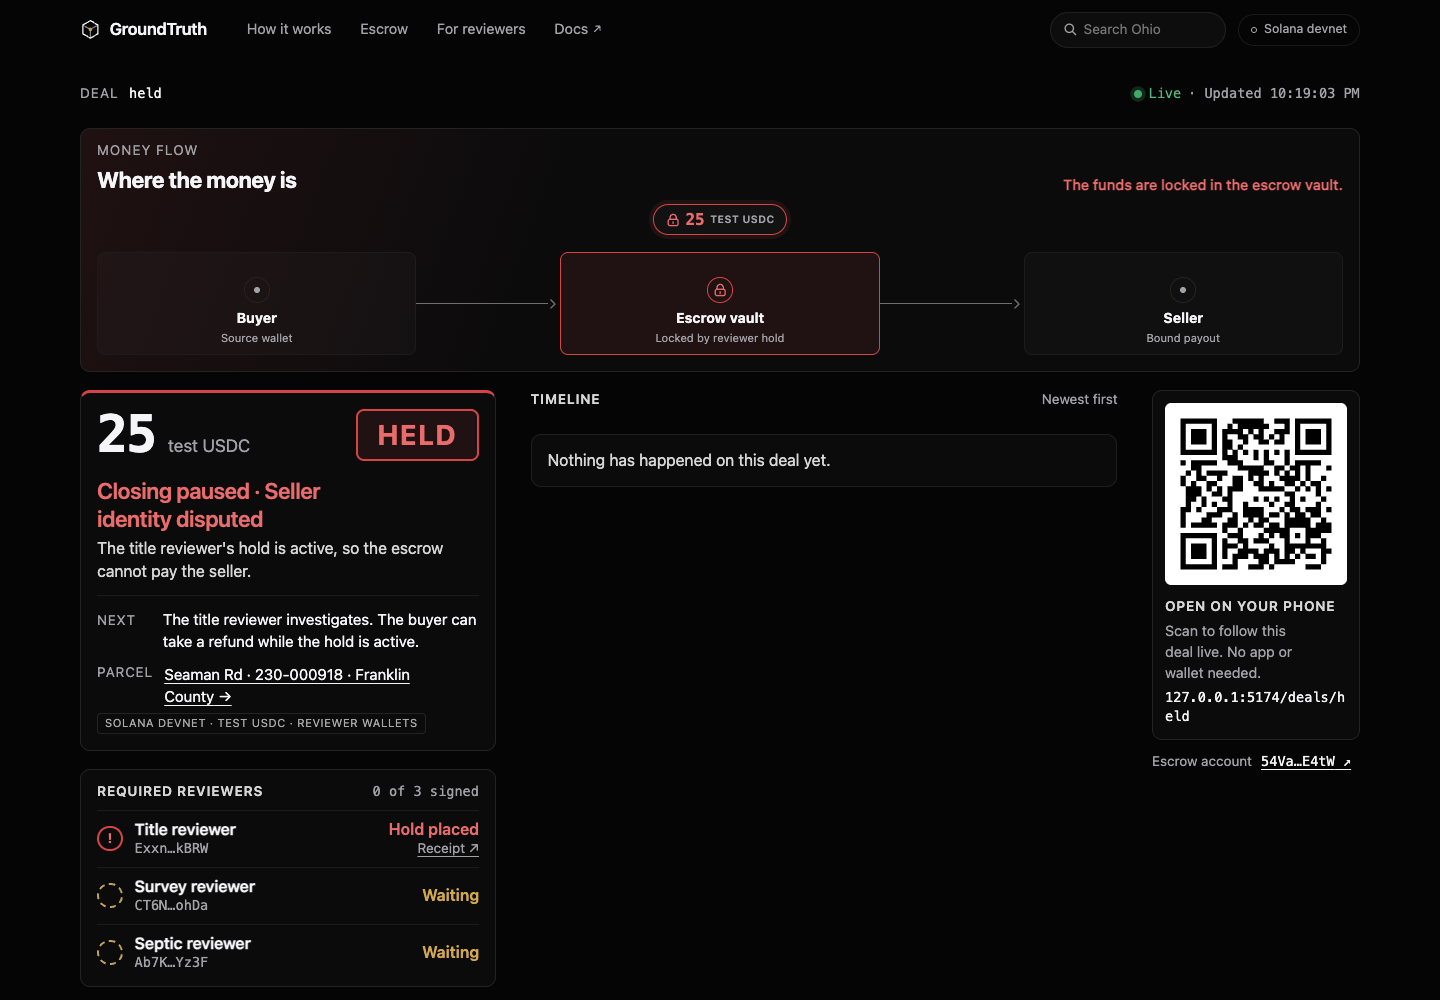 GroundTruth
How it works
Escrow
For reviewers
Docs ↗
Search Ohio
Solana devnet
DEAL held
Live · Updated 10:19:03 PM
MONEY FLOW
Where the money is
The funds are locked in the escrow vault.
25 TEST USDC
Buyer
Source wallet
Escrow vault
Locked by reviewer hold
Seller
Bound payout
25 test USDC
HELD
Closing paused · Seller
identity disputed
The title reviewer's hold is active, so the escrow
cannot pay the seller.
NEXT
The title reviewer investigates. The buyer can
take a refund while the hold is active.
PARCEL
Seaman Rd · 230-000918 · Franklin
County →
SOLANA DEVNET · TEST USDC · REVIEWER WALLETS
REQUIRED REVIEWERS
0 of 3 signed
Title reviewer
Exxn…kBRW
Hold placed
Receipt ↗
Survey reviewer
CT6N…ohDa
Waiting
Septic reviewer
Ab7K…Yz3F
Waiting
TIMELINE
Newest first
Nothing has happened on this deal yet.
OPEN ON YOUR PHONE
Scan to follow this
deal live. No app or
wallet needed.
127.0.0.1:5174/deals/h
eld
Escrow account 54Va…E4tW ↗